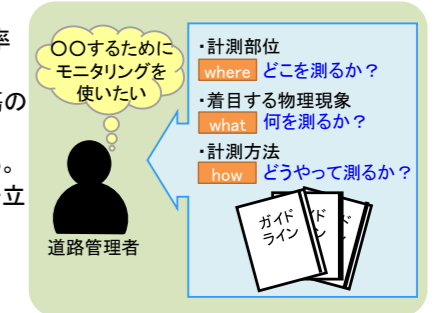 率
〇〇するために
モニタリングを
使いたい
・計測部位
where どこを測るか？
・着目する物理現象
what 何を測るか？
・計測方法
how どうやって測るか？
の
。
立
道路管理者
ガイド
ライン